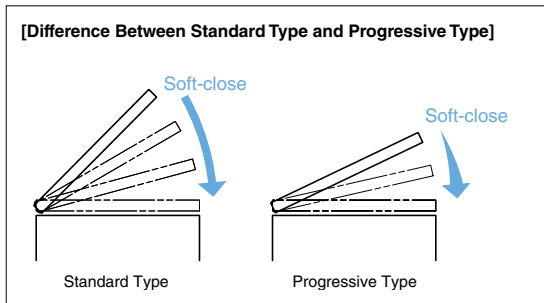 [Difference Between Standard Type and Progressive Type]
Soft-close
Soft-close
Standard Type
Progressive Type